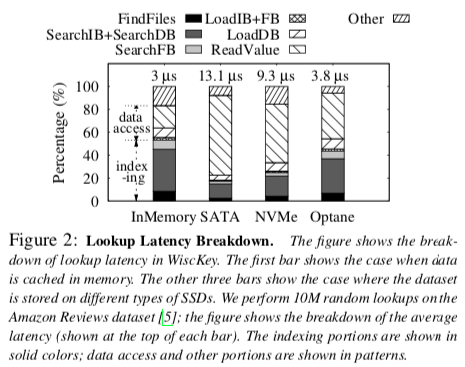 FindFiles LoadIB+FB Other
SearchIB+SearchDB LoadDB
SearchFB ReadValue
3 μs 13.1 μs 9.3 μs 3.8 μs
Percentage (%)
100
80
60
40
20
0
data
access
index
-ing
InMemory SATA NVMe Optane
Figure 2: Lookup Latency Breakdown. The figure shows the break-
down of lookup latency in WiscKey. The first bar shows the case when data
is cached in memory. The other three bars show the case where the dataset
is stored on different types of SSDs. We perform 10M random lookups on the
Amazon Reviews dataset [5]; the figure shows the breakdown of the average
latency (shown at the top of each bar). The indexing portions are shown in
solid colors; data access and other portions are shown in patterns.